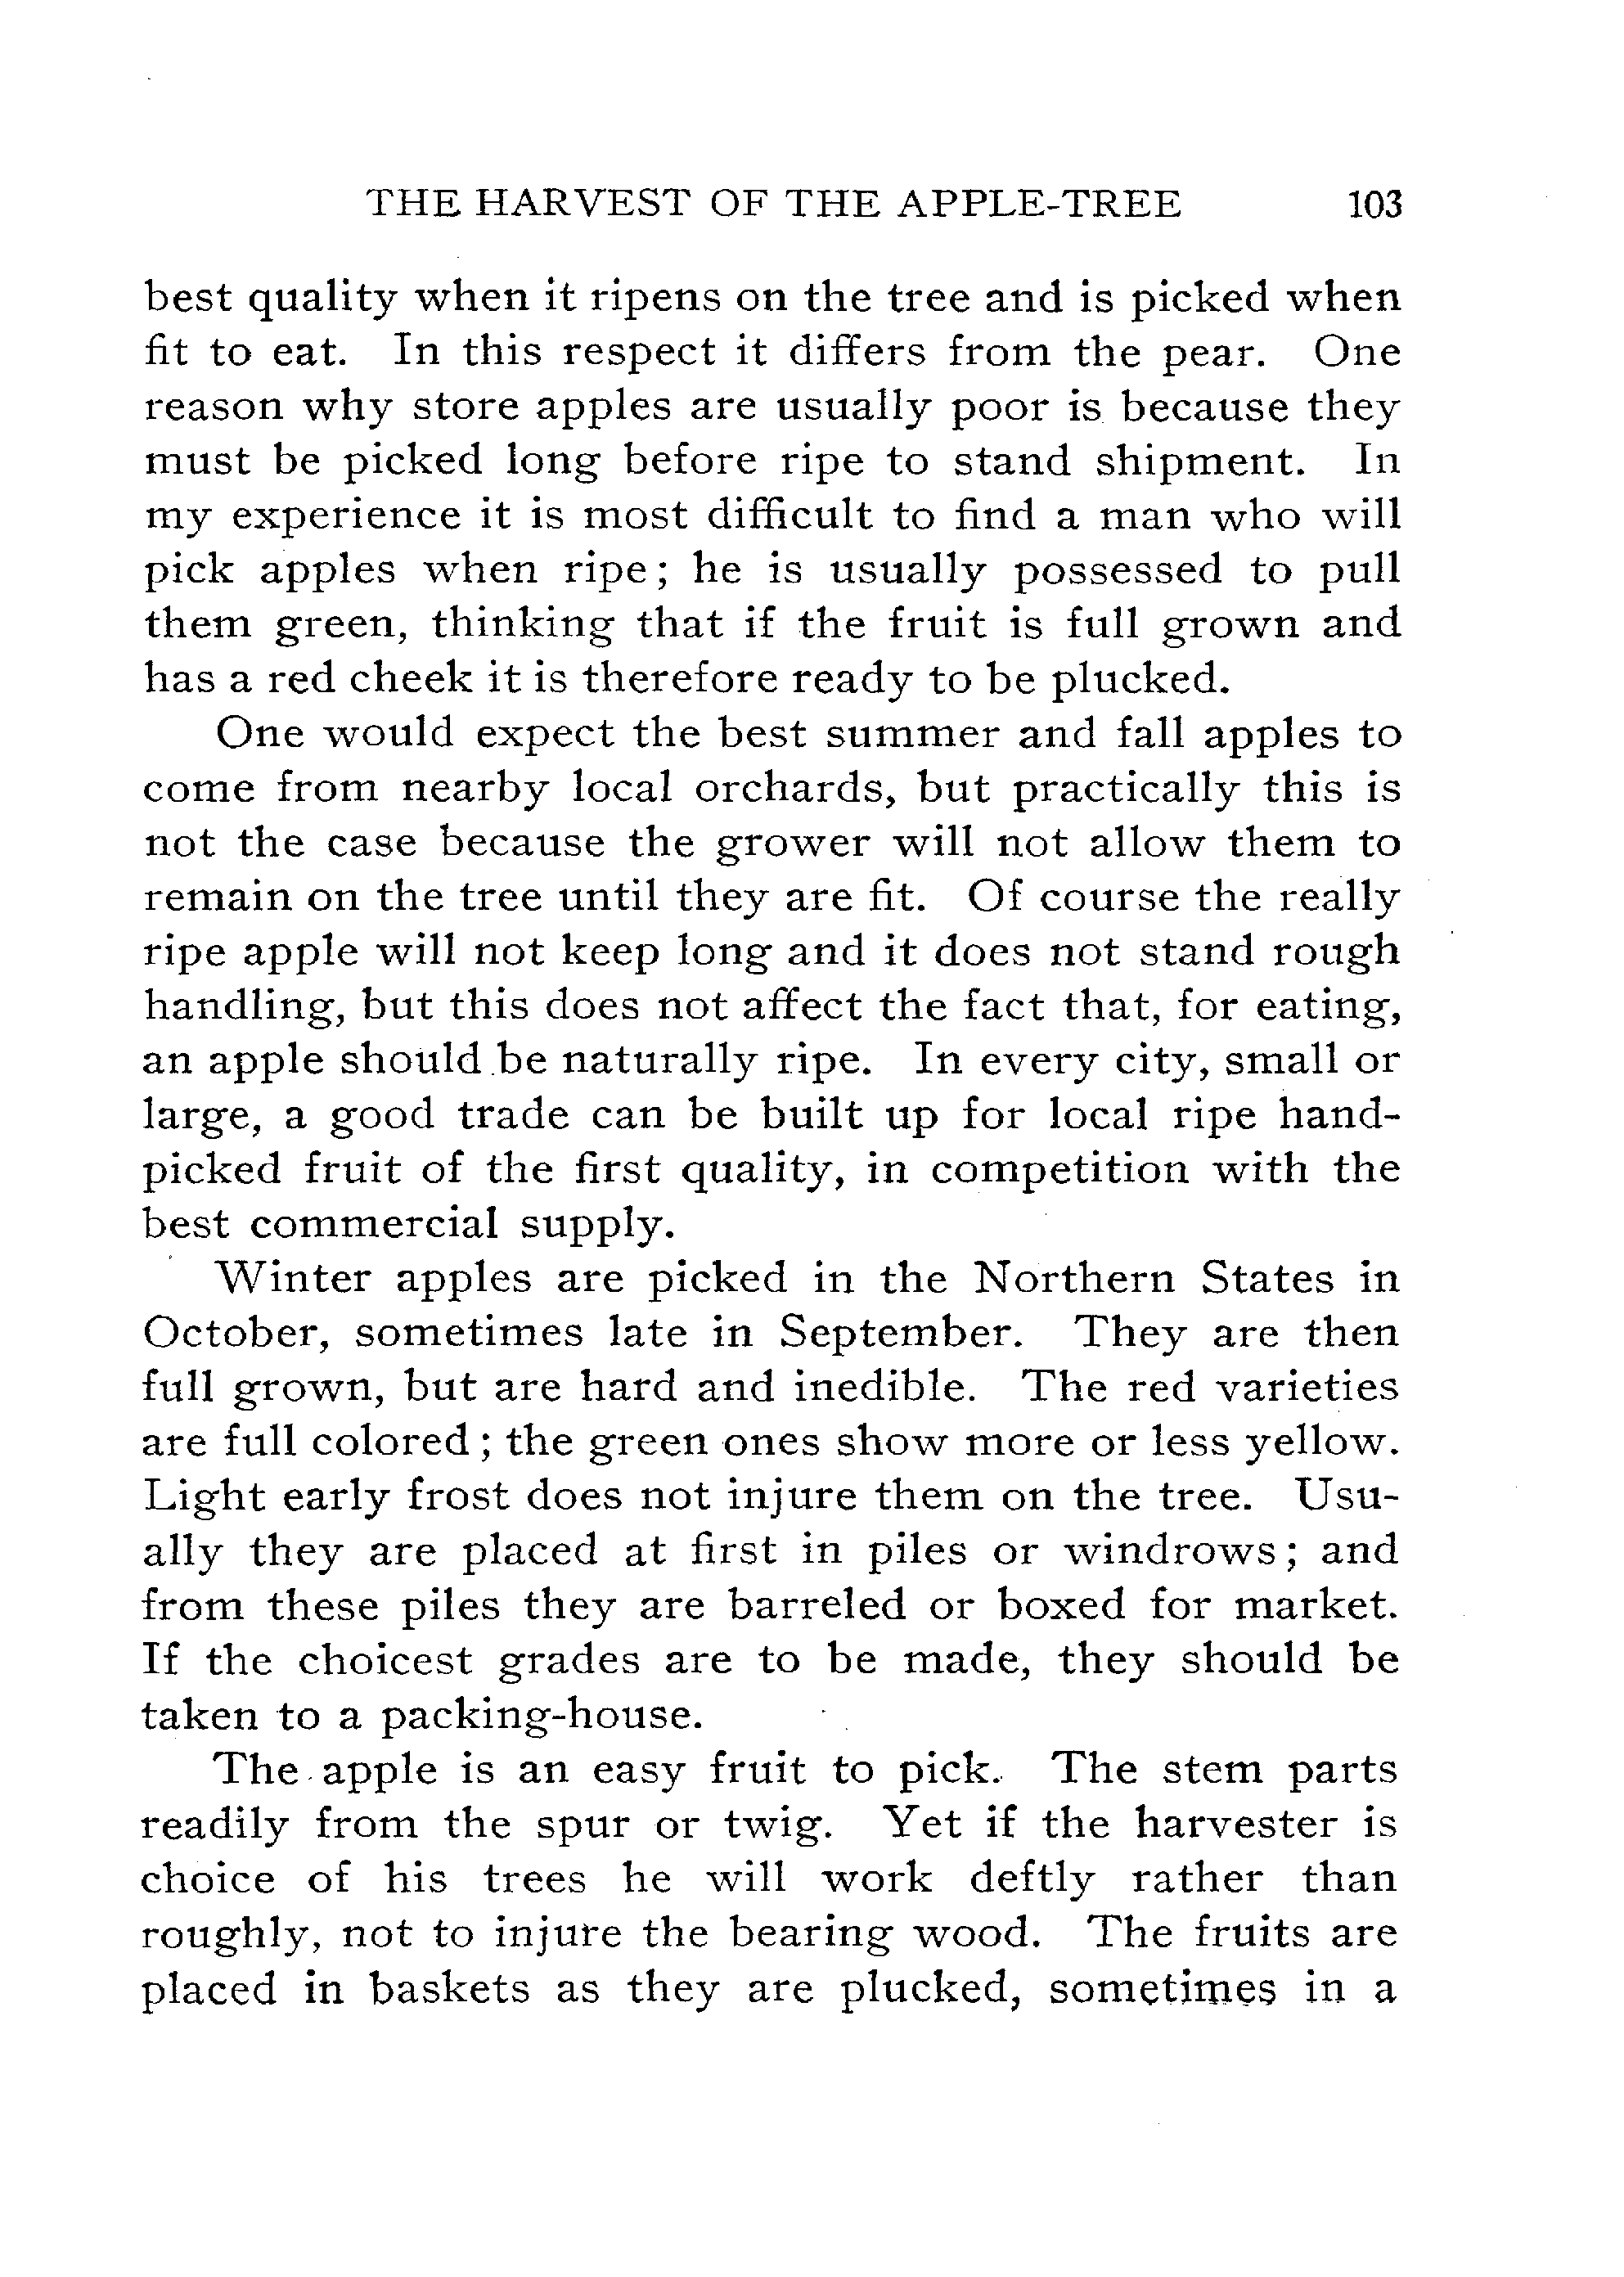 THE HARVEST OF THE APPLE-TREE 103
best quality when it ripens on the tree and is picked when
fit to eat. In this respect it differs from the pear. One
reason why store apples are usually poor is because they
must be picked long before ripe to stand shipment. In
my experience it is most difficult to find a man who will
pick apples when ripe; he is usually possessed to pull
them green, thinking that if the fruit is full grown and
has a red cheek it is therefore ready to be plucked.
One would expect the best summer and fall apples to
come from nearby local orchards, but practically this is
not the case because the grower will not allow them to
remain on the tree until they are fit. Of course the really
ripe apple will not keep long and it does not stand rough
handling, but this does not affect the fact that, for eating,
an apple should be naturally ripe. In every city, small or
large, a good trade can be built up for local ripe hand-
picked fruit of the first quality, in competition with the
best commercial supply.
Winter apples are picked in the Northern States in
October, sometimes late in September. They are then
full grown, but are hard and inedible. The red varieties
are full colored; the green ones show more or less yellow.
Light early frost does not injure them on the tree. Usu-
ally they are placed at first in piles or windrows; and
from these piles they are barreled or boxed for market.
If the choicest grades are to be made, they should be
taken to a packing-house.
The apple is an easy fruit to pick. The stem parts
readily from the spur or twig. Yet if the harvester is
choice of his trees he will work deftly rather than
roughly, not to injure the bearing wood. The fruits are
placed in baskets as they are plucked, sometimes in a